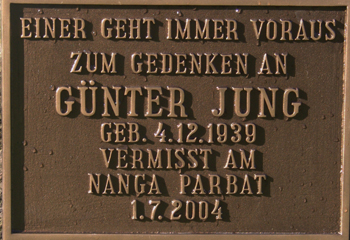 EINER GEHT IMMER VORAUS
ZUM GEDENKEN AN
GÜNTER JUNG
GEB. 4.12.1939
VERMISST AM
NANGA PARBAT
1.7.2004